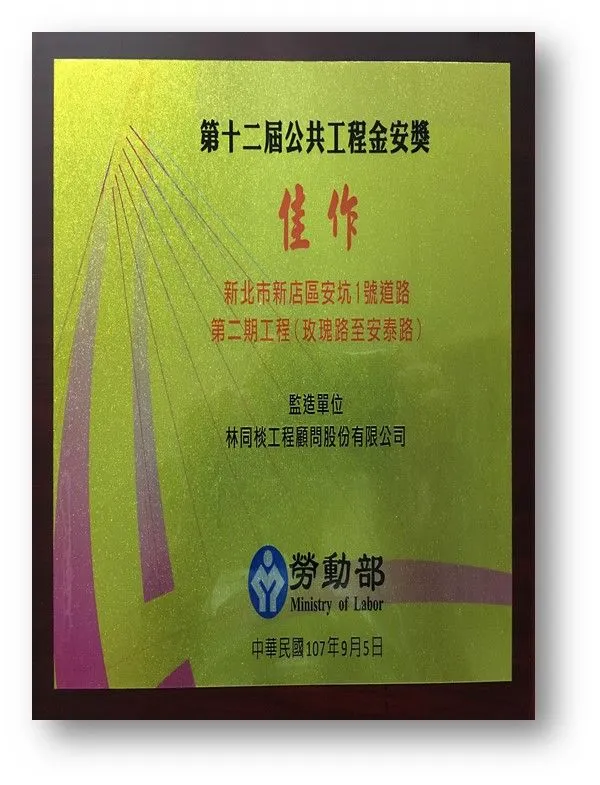 第十二屆公共工程金安獎
佳作
新北市新店區安坑1號道路
第二期工程(玫瑰路至安泰路)
監造單位
林同棪工程顧問股份有限公司
勞動部
Ministry of Labor
中華民國107年9月5日